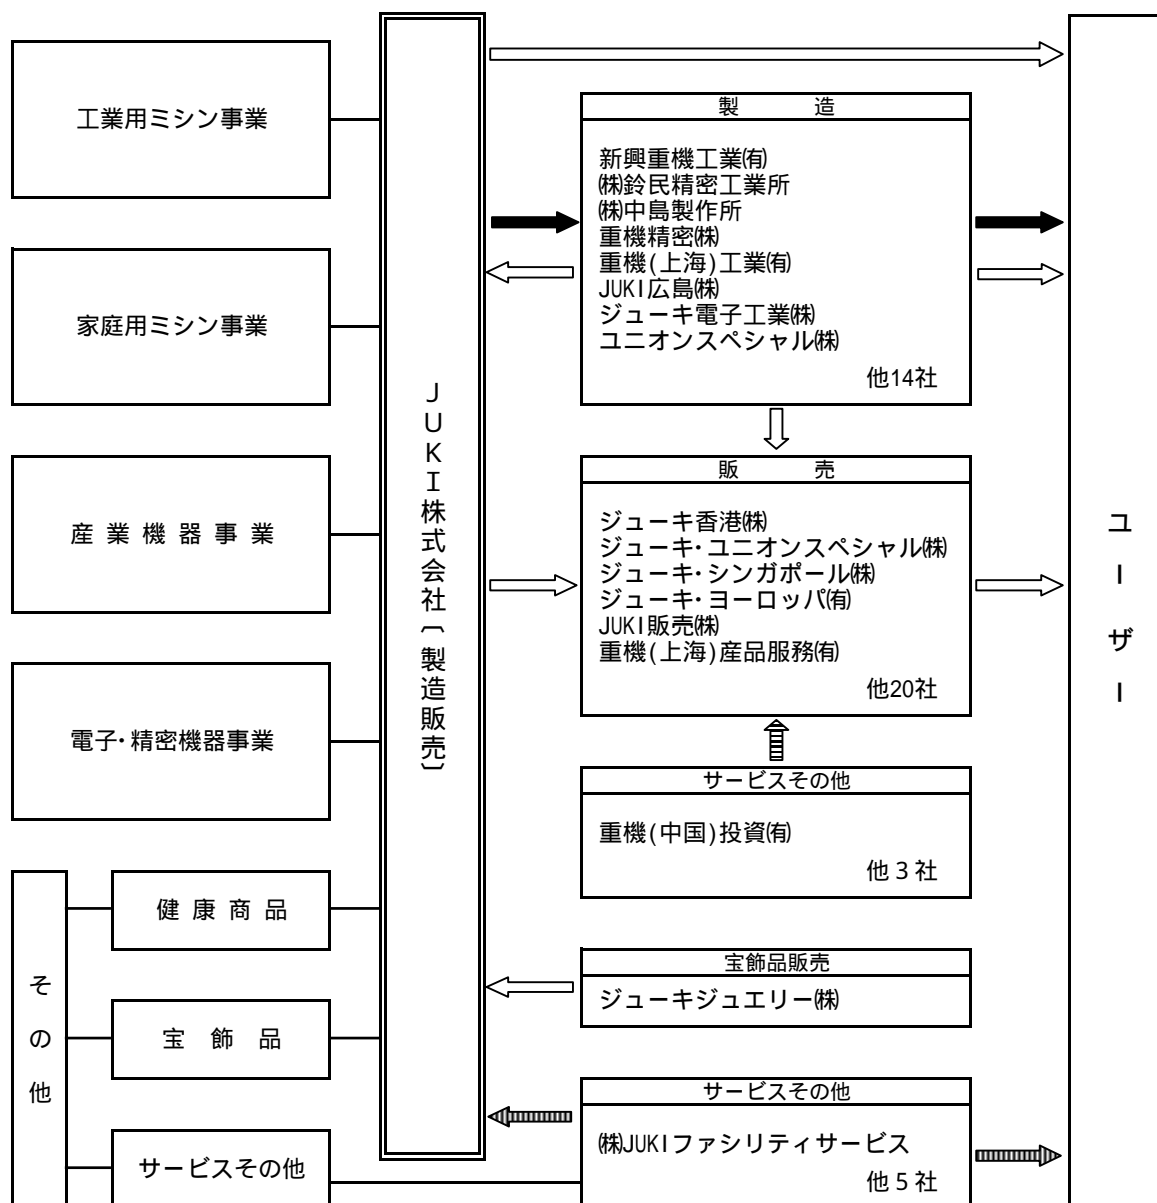 工業用ミシン事業
家庭用ミシン事業
産業機器事業
電子・精密機器事業
その他
健康商品
宝飾品
サービスその他
JUKI株式会社〔製造販売〕
製造
新興重機工業㈲
㈱鈴民精密工業所
㈱中島製作所
重機精密㈱
重機(上海)工業㈲
JUKI広島㈱
ジューキ電子工業㈱
ユニオンスペシャル㈱
他14社
販売
ジューキ香港㈱
ジューキ・ユニオンスペシャル㈱
ジューキ・シンガポール㈱
ジューキ・ヨーロッパ㈲
JUKI販売㈱
重機(上海)産品服務㈲
他20社
サービスその他
重機(中国)投資㈲
他3社
宝飾品販売
ジューキジュエリー㈱
サービスその他
㈱JUKIファシリティサービス
他5社
ユーザー